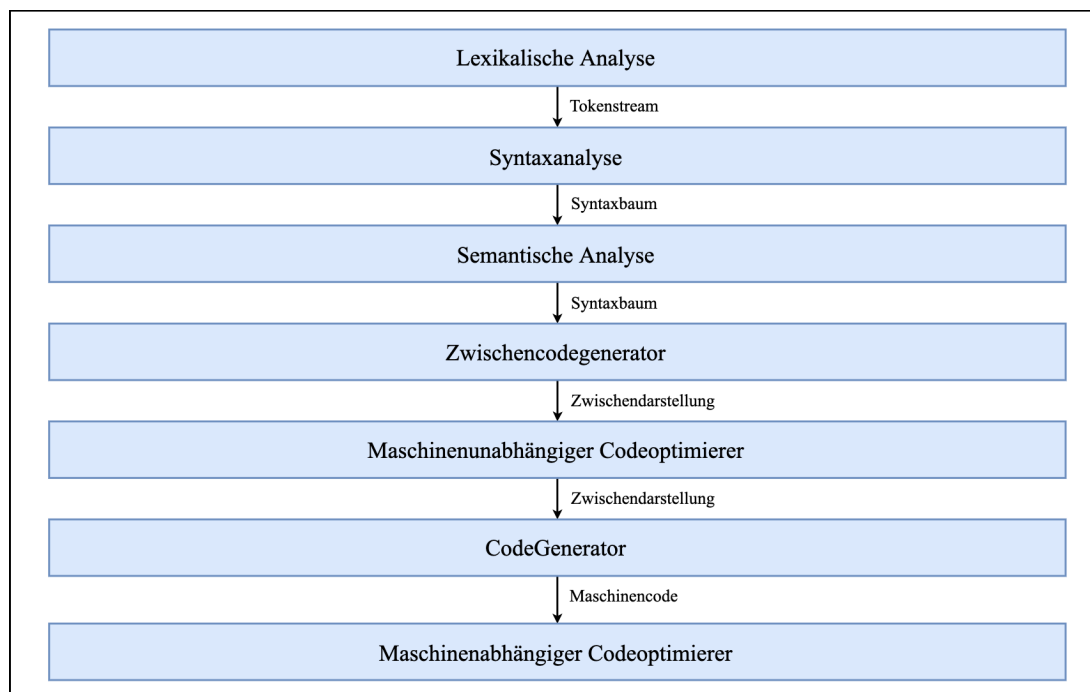 Lexikalische Analyse
Tokenstream
Syntaxanalyse
Syntaxbaum
Semantische Analyse
Syntaxbaum
Zwischencodegenerator
Zwischendarstellung
Maschinenunabhängiger Codeoptimierer
Zwischendarstellung
CodeGenerator
Maschinencode
Maschinenabhängiger Codeoptimierer